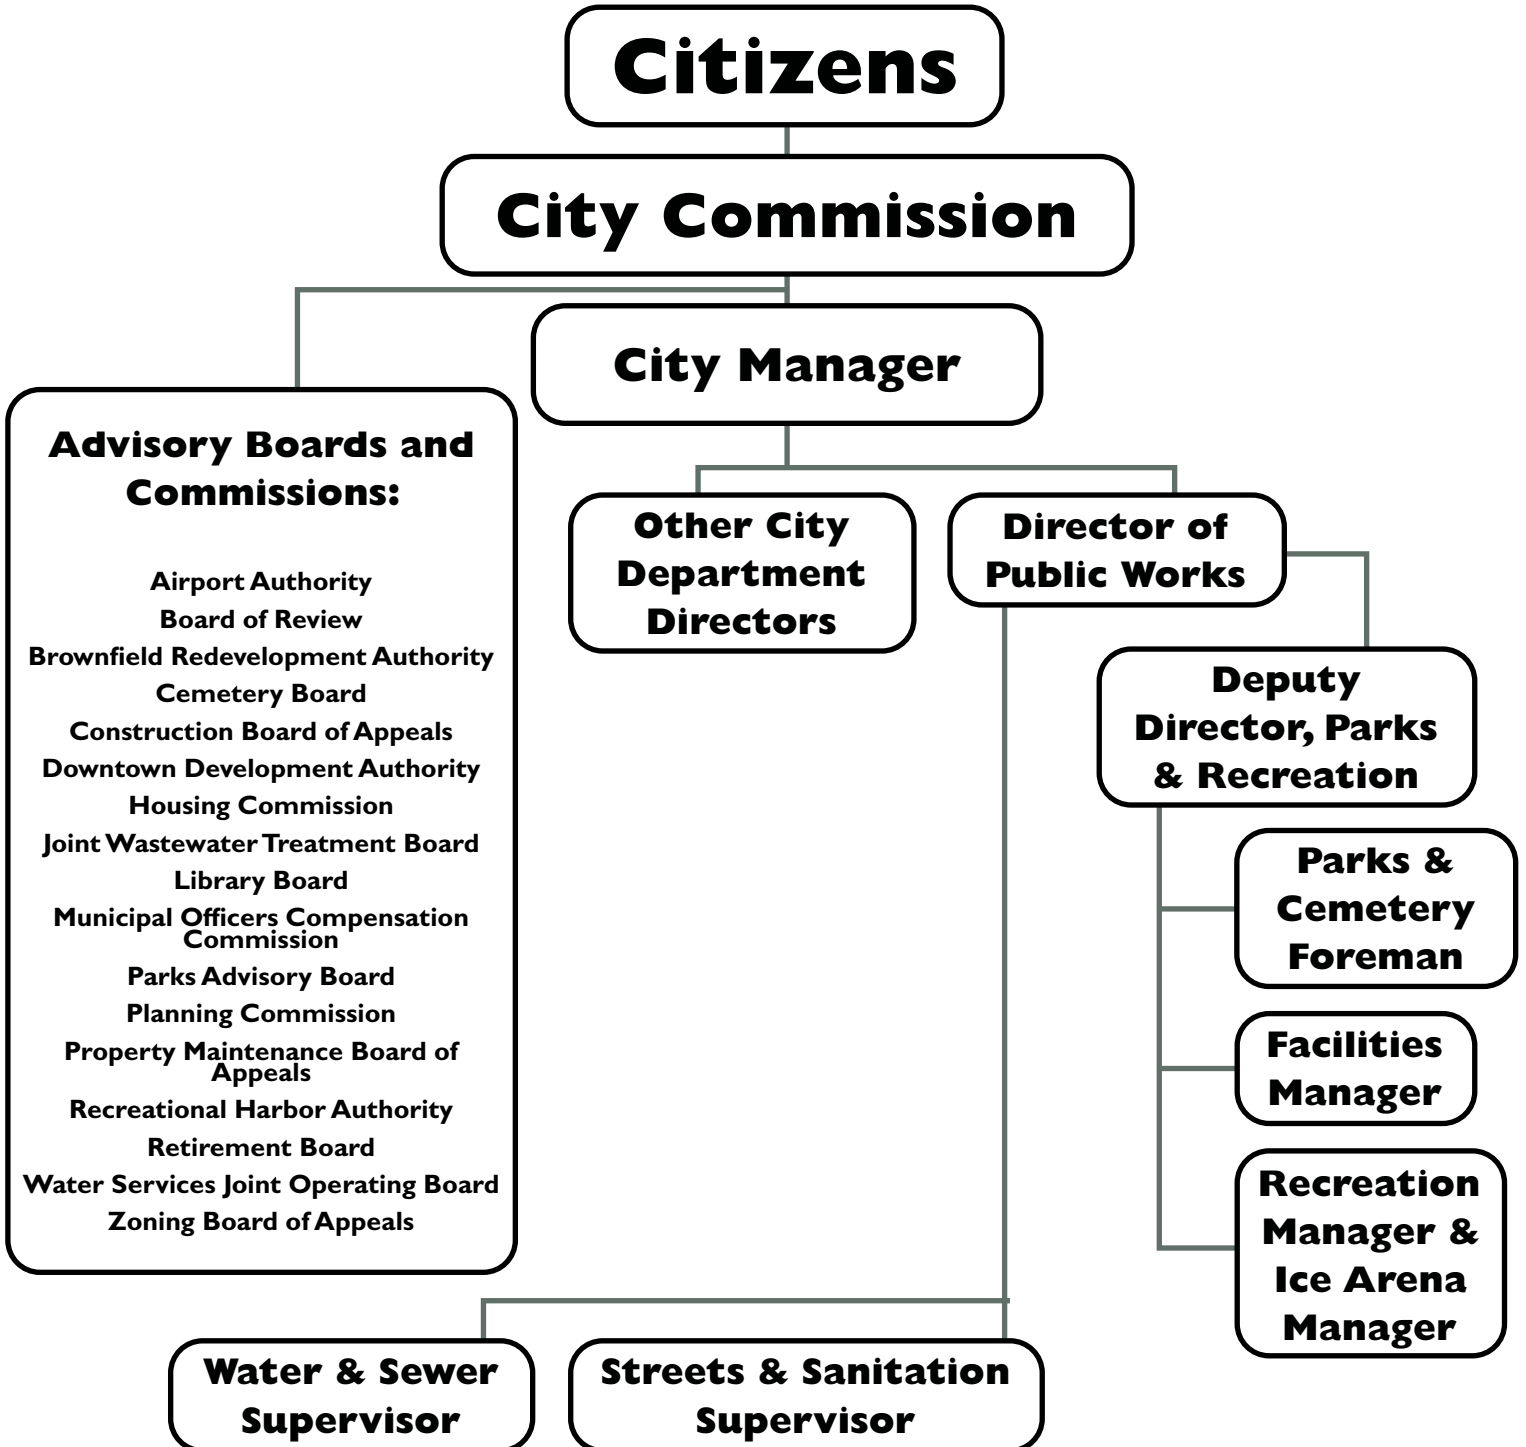 Citizens
City Commission
City Manager
Advisory Boards and
Commissions:
Airport Authority
Board of Review
Brownfield Redevelopment Authority
Cemetery Board
Construction Board of Appeals
Downtown Development Authority
Housing Commission
Joint Wastewater Treatment Board
Library Board
Municipal Officers Compensation
Commission
Parks Advisory Board
Planning Commission
Property Maintenance Board of
Appeals
Recreational Harbor Authority
Retirement Board
Water Services Joint Operating Board
Zoning Board of Appeals
Other City
Department
Directors
Director of
Public Works
Deputy
Director, Parks
& Recreation
Parks &
Cemetery
Foreman
Facilities
Manager
Recreation
Manager &
Ice Arena
Manager
Water & Sewer
Supervisor
Streets & Sanitation
Supervisor